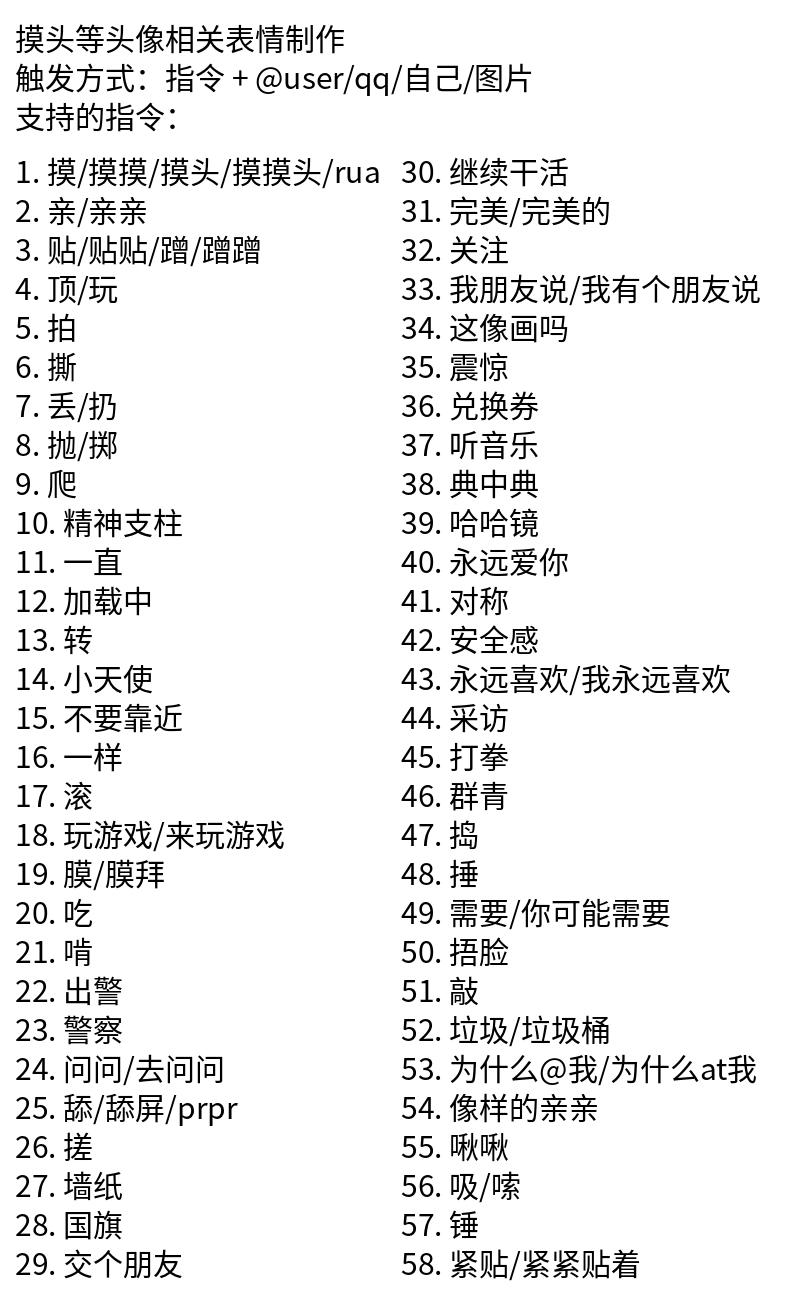 摸头等头像相关表情制作
触发方式：指令 + @user/qq/自己/图片
支持的指令：
1. 摸/摸摸/摸头/摸摸头/rua
2. 亲/亲亲
3. 贴/贴贴/蹭/蹭蹭
4. 顶/玩
5. 拍
6. 撕
7. 丢/扔
8. 抛/掷
9. 爬
10. 精神支柱
11. 一直
12. 加载中
13. 转
14. 小天使
15. 不要靠近
16. 一样
17. 滚
18. 玩游戏/来玩游戏
19. 膜/膜拜
20. 吃
21. 啃
22. 出警
23. 警察
24. 问问/去问问
25. 舔/舔屏/prpr
26. 搓
27. 墙纸
28. 国旗
29. 交个朋友
30. 继续干活
31. 完美/完美的
32. 关注
33. 我朋友说/我有个朋友说
34. 这像画吗
35. 震惊
36. 兑换券
37. 听音乐
38. 典中典
39. 哈哈镜
40. 永远爱你
41. 对称
42. 安全感
43. 永远喜欢/我永远喜欢
44. 采访
45. 打拳
46. 群青
47. 捣
48. 捶
49. 需要/你可能需要
50. 捂脸
51. 敲
52. 垃圾/垃圾桶
53. 为什么@我/为什么at我
54. 像样的亲亲
55. 啾啾
56. 吸/嗦
57. 锤
58. 紧贴/紧紧贴着